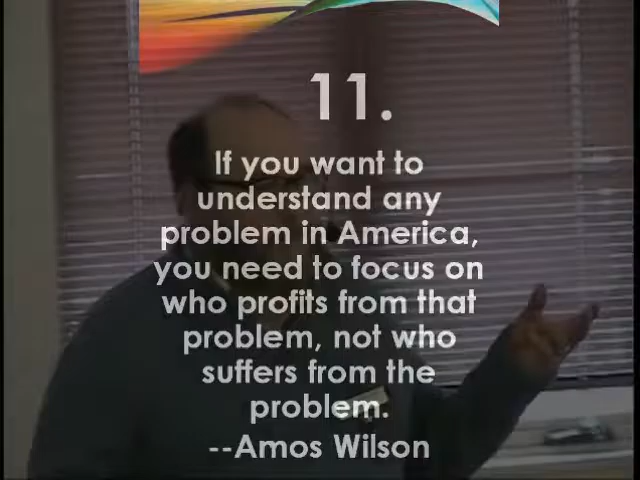 11.
If you want to
understand any
problem in America,
you need to focus on
who profits from that
problem, not who
suffers from the
problem.
--Amos Wilson